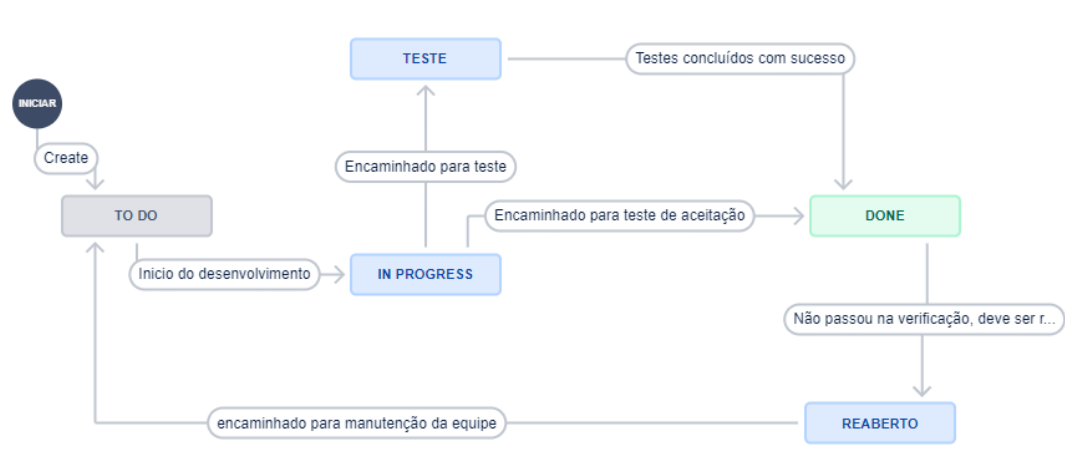 TESTE
Testes concluídos com sucesso
INICIAR
Create
Encaminhado para teste
TO DO
Encaminhado para teste de aceitação
DONE
Inicio do desenvolvimento
IN PROGRESS
Não passou na verificação, deve ser r...
encaminhado para manutenção da equipe
REABERTO